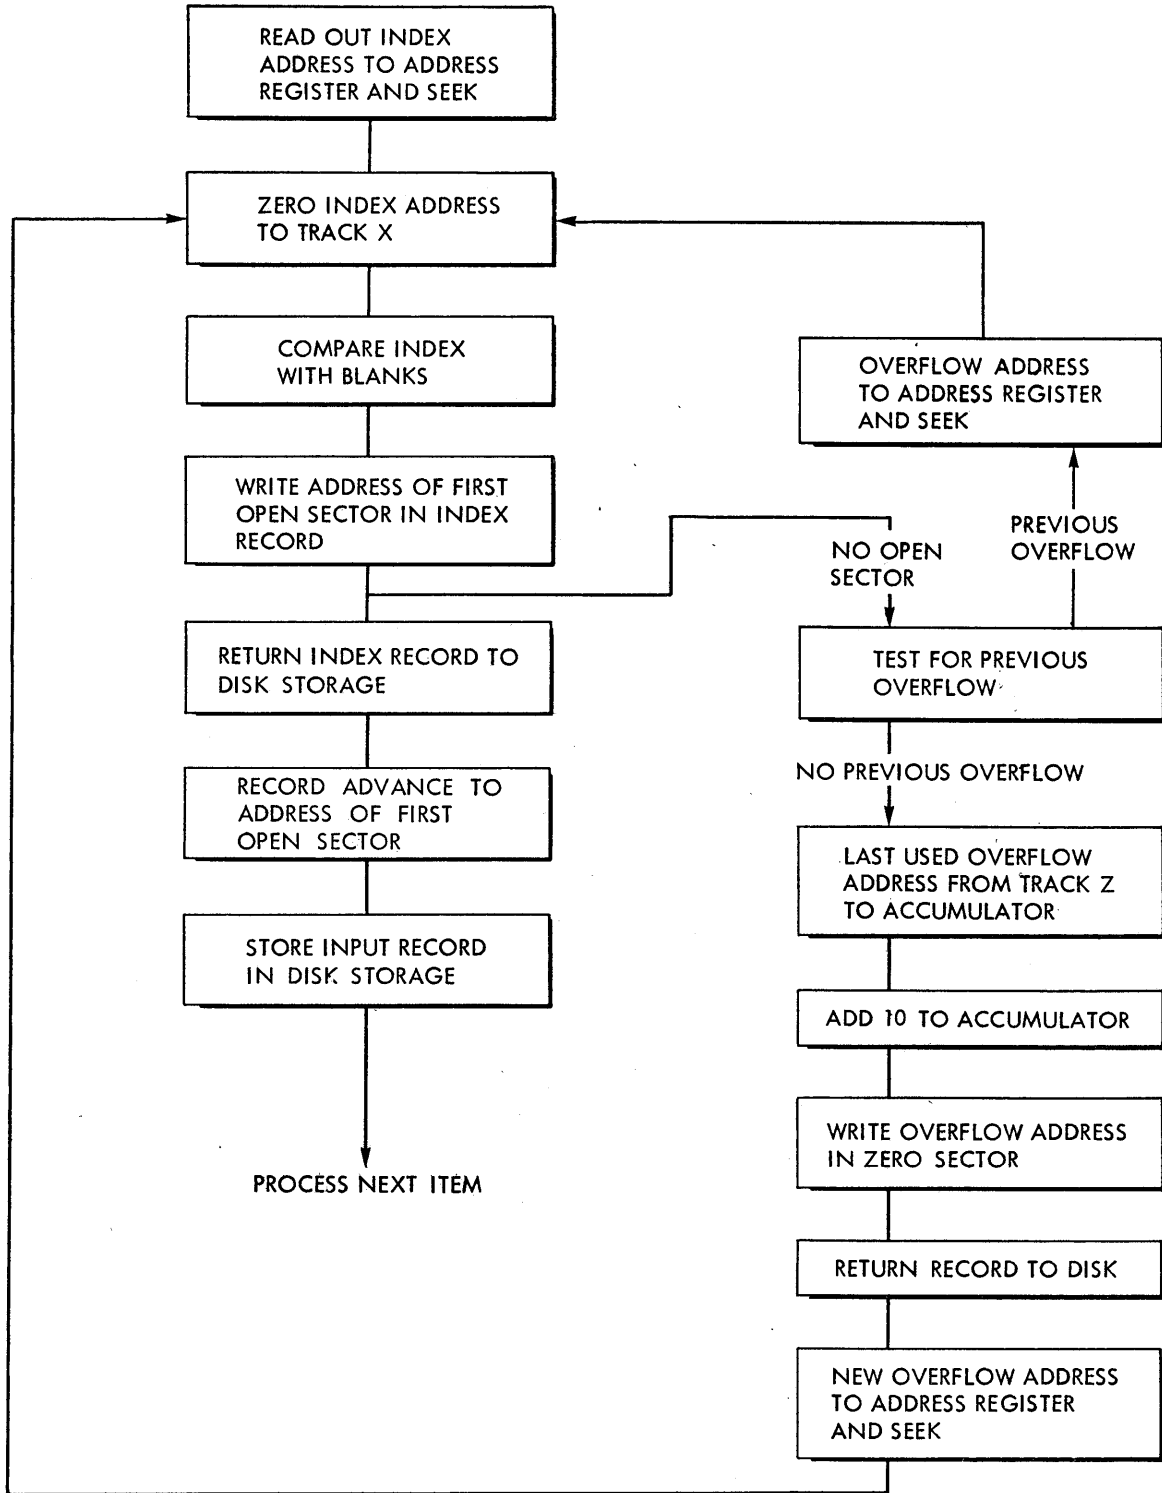 READ OUT INDEX
ADDRESS TO ADDRESS
REGISTER AND SEEK
ZERO INDEX ADDRESS
TO TRACK X
COMPARE INDEX
WITH BLANKS
WRITE ADDRESS OF FIRST
OPEN SECTOR IN INDEX
RECORD
RETURN INDEX RECORD TO
DISK STORAGE
RECORD ADVANCE TO
ADDRESS OF FIRST
OPEN SECTOR
STORE INPUT RECORD
IN DISK STORAGE
PROCESS NEXT ITEM
OVERFLOW ADDRESS
TO ADDRESS REGISTER
AND SEEK
PREVIOUS
OVERFLOW
NO OPEN
SECTOR
TEST FOR PREVIOUS
OVERFLOW
NO PREVIOUS OVERFLOW
LAST USED OVERFLOW
ADDRESS FROM TRACK Z
TO ACCUMULATOR
ADD 10 TO ACCUMULATOR
WRITE OVERFLOW ADDRESS
IN ZERO SECTOR
RETURN RECORD TO DISK
NEW OVERFLOW ADDRESS
TO ADDRESS REGISTER
AND SEEK